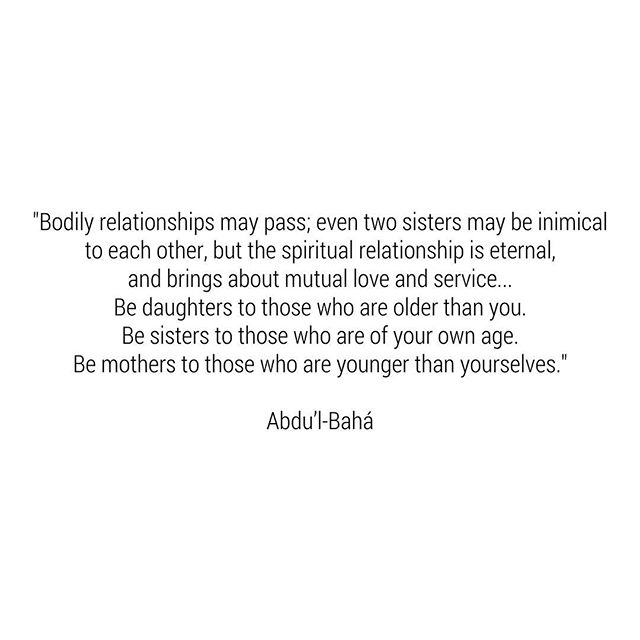 "Bodily relationships may pass; even two sisters may be inimical
to each other, but the spiritual relationship is eternal,
and brings about mutual love and service...
Be daughters to those who are older than you.
Be sisters to those who are of your own age.
Be mothers to those who are younger than yourselves."
Abdu’l-Bahá